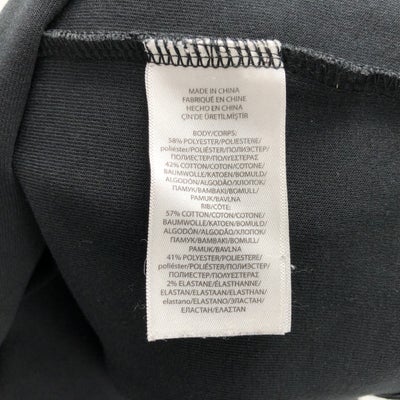 MADE IN CHINA
FABRIQUÉ EN CHINE
HECHO EN CHINA
ÇIN'DE ÜRETILMIŞTIR
BODY/CORPS:
58% POLYESTER/POLIESTERE/
poliéster/POLIÉSTER/ПОЛИЭСТЕР/
ΠΟΛΥΕΣΤΕΡΑΣ
42% COTTON/COTON/COTONE/
BAUMWOLLE/KATOEN/BOMULD/
ALGODÓN/ALGODÃO/ХЛОПОК/
ΠΑΜΥΚ/ΒΑΜΒΑΚΙ/BOMULL/
PAMUK/BAVLNA
RIB/CÔTE:
57% COTTON/COTON/COTONE/
BAUMWOLLE/KATOEN/BOMULD/
ALGODÓN/ALGODÃO/ХЛОПОК/
ΠΑΜΥΚ/ΒΑΜΒΑΚΙ/BOMULL/
PAMUK/BAVLNA
41% POLYESTER/POLIESTERE/
poliéster/POLIÉSTER/ПОЛИЭСТЕР/
ПОЛИЕСТЕР/ΠΟΛΥΕΣΤΕΡΑΣ
2% ELASTANE/ÉLASTHANNE/
ELASTAN/ELASTAAN/ELASTHAN/
elastano/ELASTANO/ЭЛАСТАН/
ЕЛАСТАН/ΕΛΑΣΤΑΝ